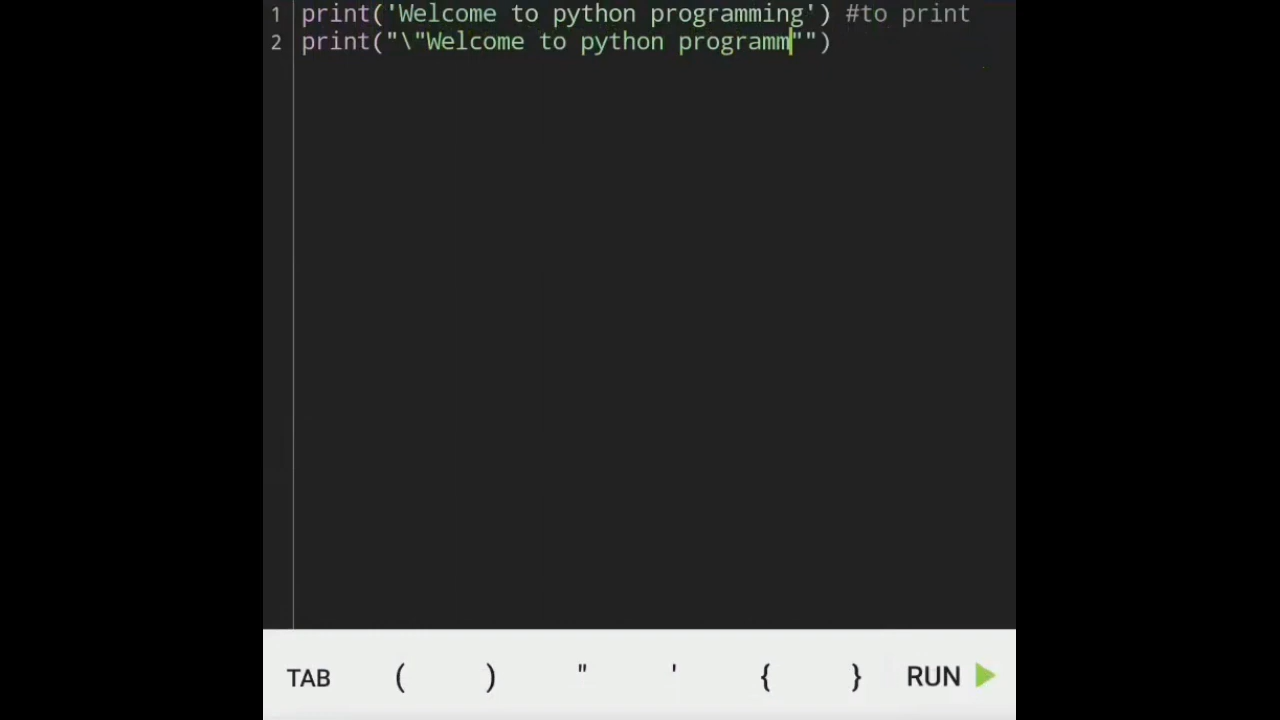 1 print('Welcome to python programming') #to print
2 print("\"Welcome to python programm"")
TAB ( ) " ' { } RUN